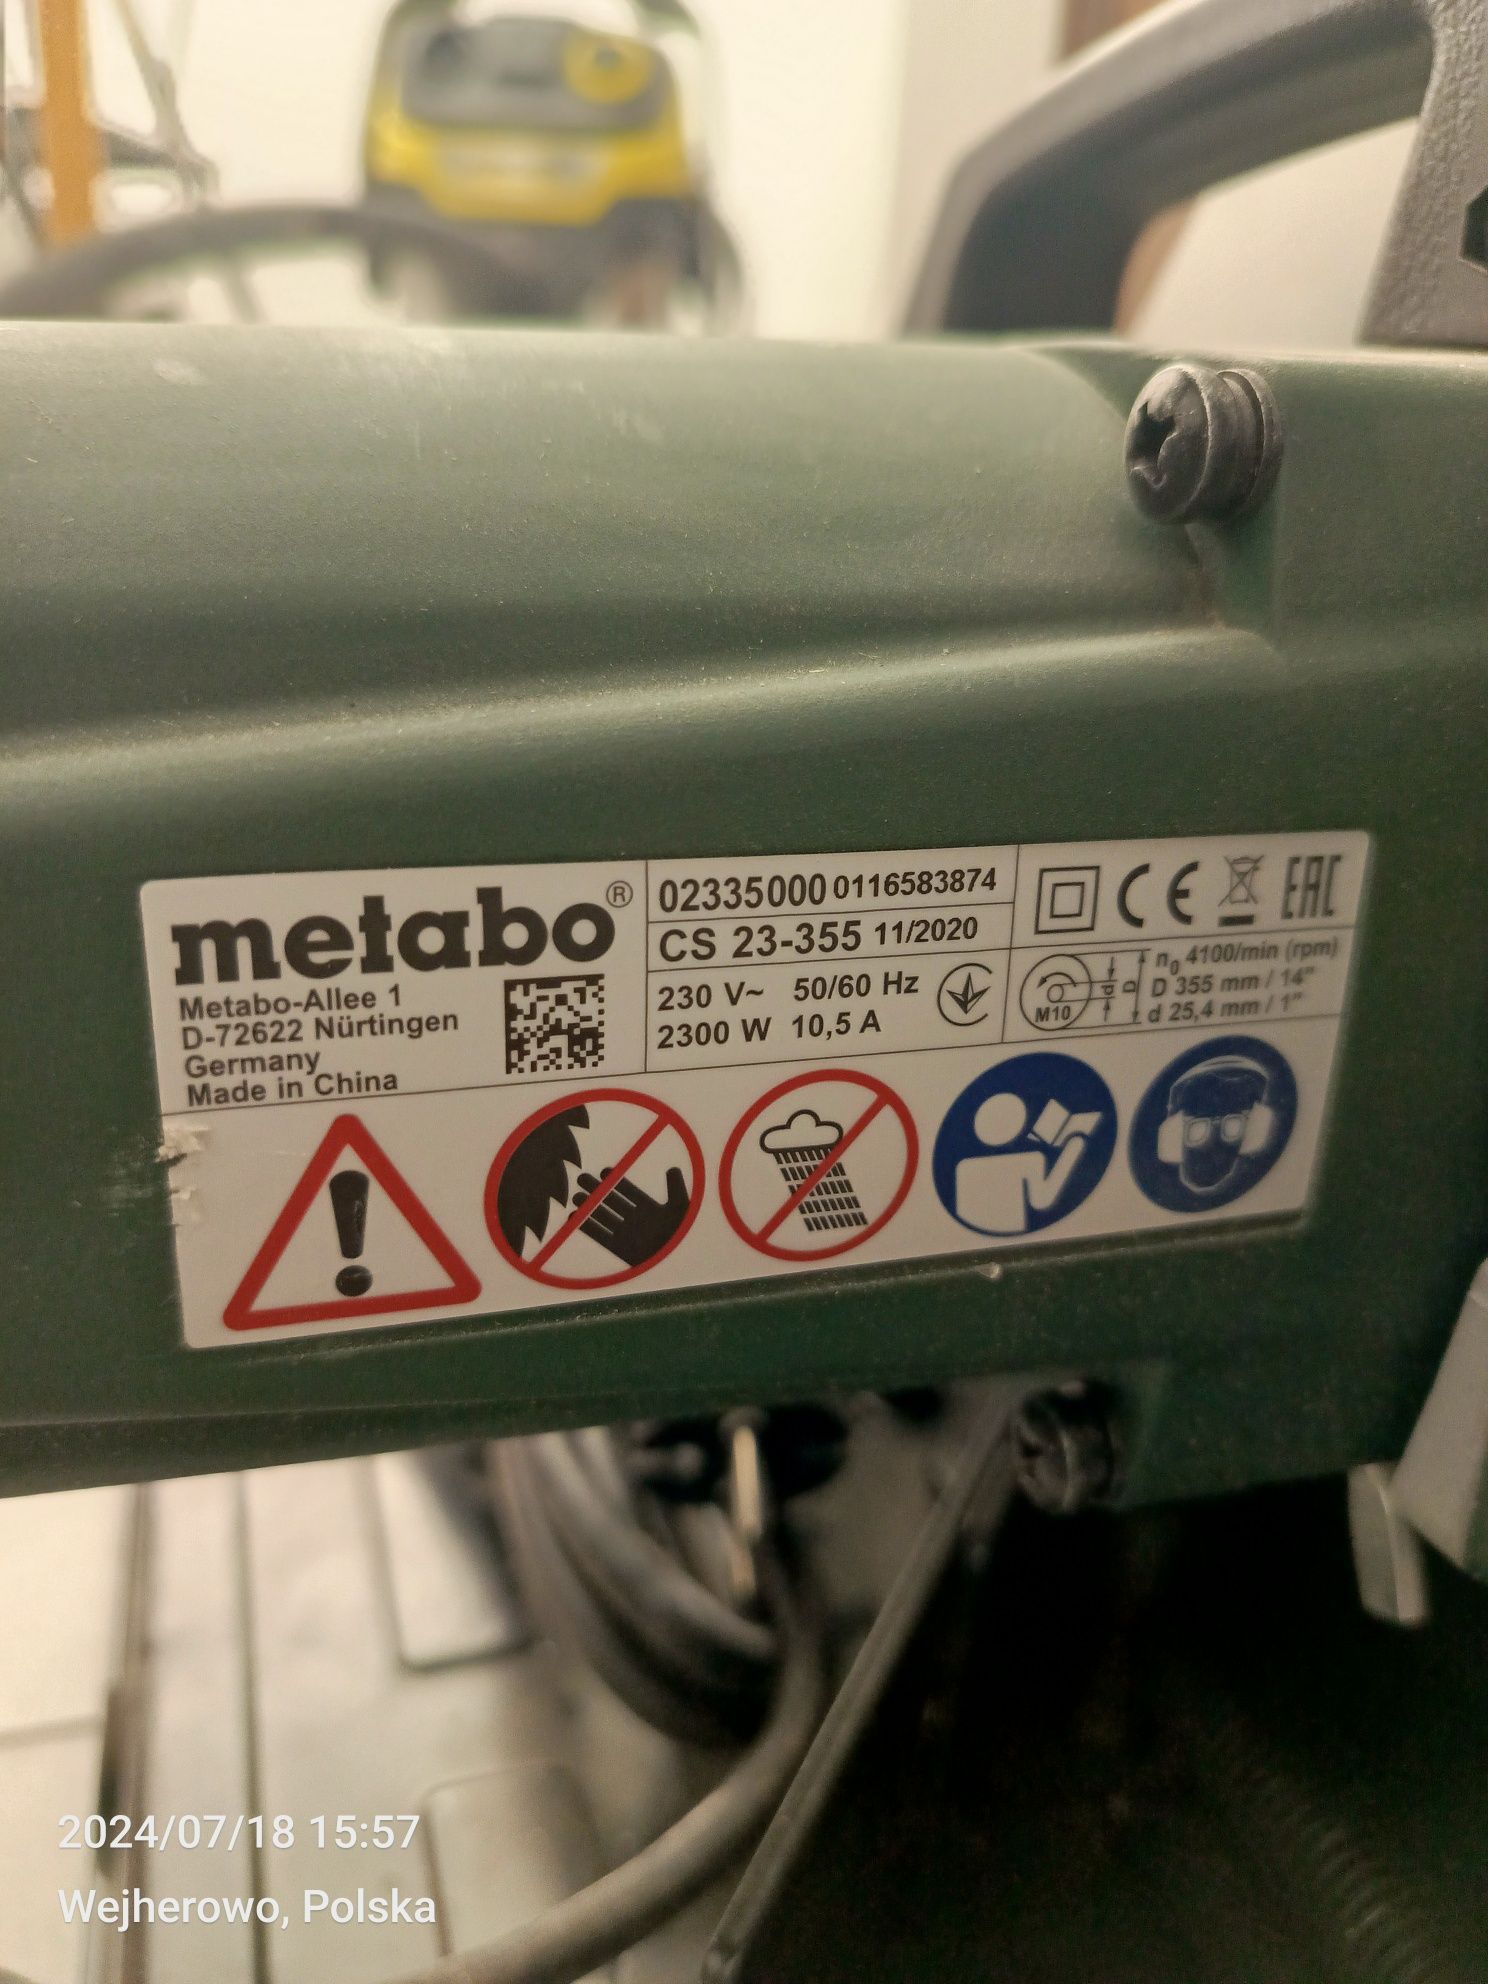 metabo®
Metabo-Allee 1
D-72622 Nürtingen
Germany
Made in China
02335000 0116583874
CS 23-355 11/2020
230 V~ 50/60 Hz
2300 W 10,5 A
CE EAC
n₀ 4100/min (rpm)
D 355 mm / 14"
d 25,4 mm / 1"
M10
d
D
2024/07/18 15:57
Wejherowo, Polska